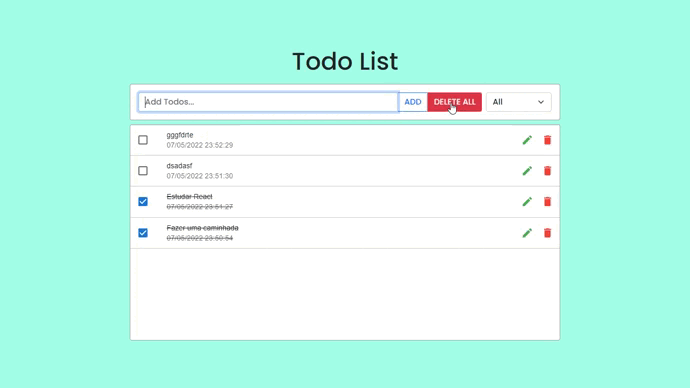 Todo List
Add Todos...
ADD
DELETE ALL
All
gggfdrte
07/05/2022 23:52:29
dsadasf
07/05/2022 23:51:30
Estudar React
07/05/2022 23:51:27
Fazer uma caminhada
07/05/2022 23:50:54